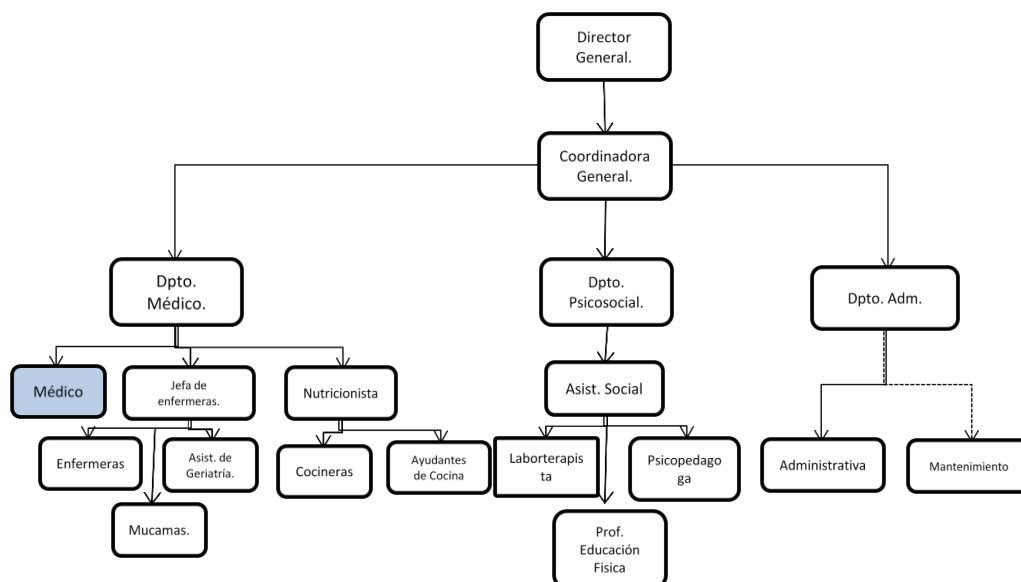 Director
General.
Coordinadora
General.
Dpto.
Médico.
Dpto.
Psicosocial.
Dpto. Adm.
Médico
Jefa de
enfermeras.
Nutricionista
Asist. Social
Enfermeras
Asist. de
Geriatría.
Cocineras
Ayudantes
de Cocina
Laborterapis
ta
Psicopedago
ga
Administrativa
Mantenimiento
Mucamas.
Prof.
Educación
Fisica